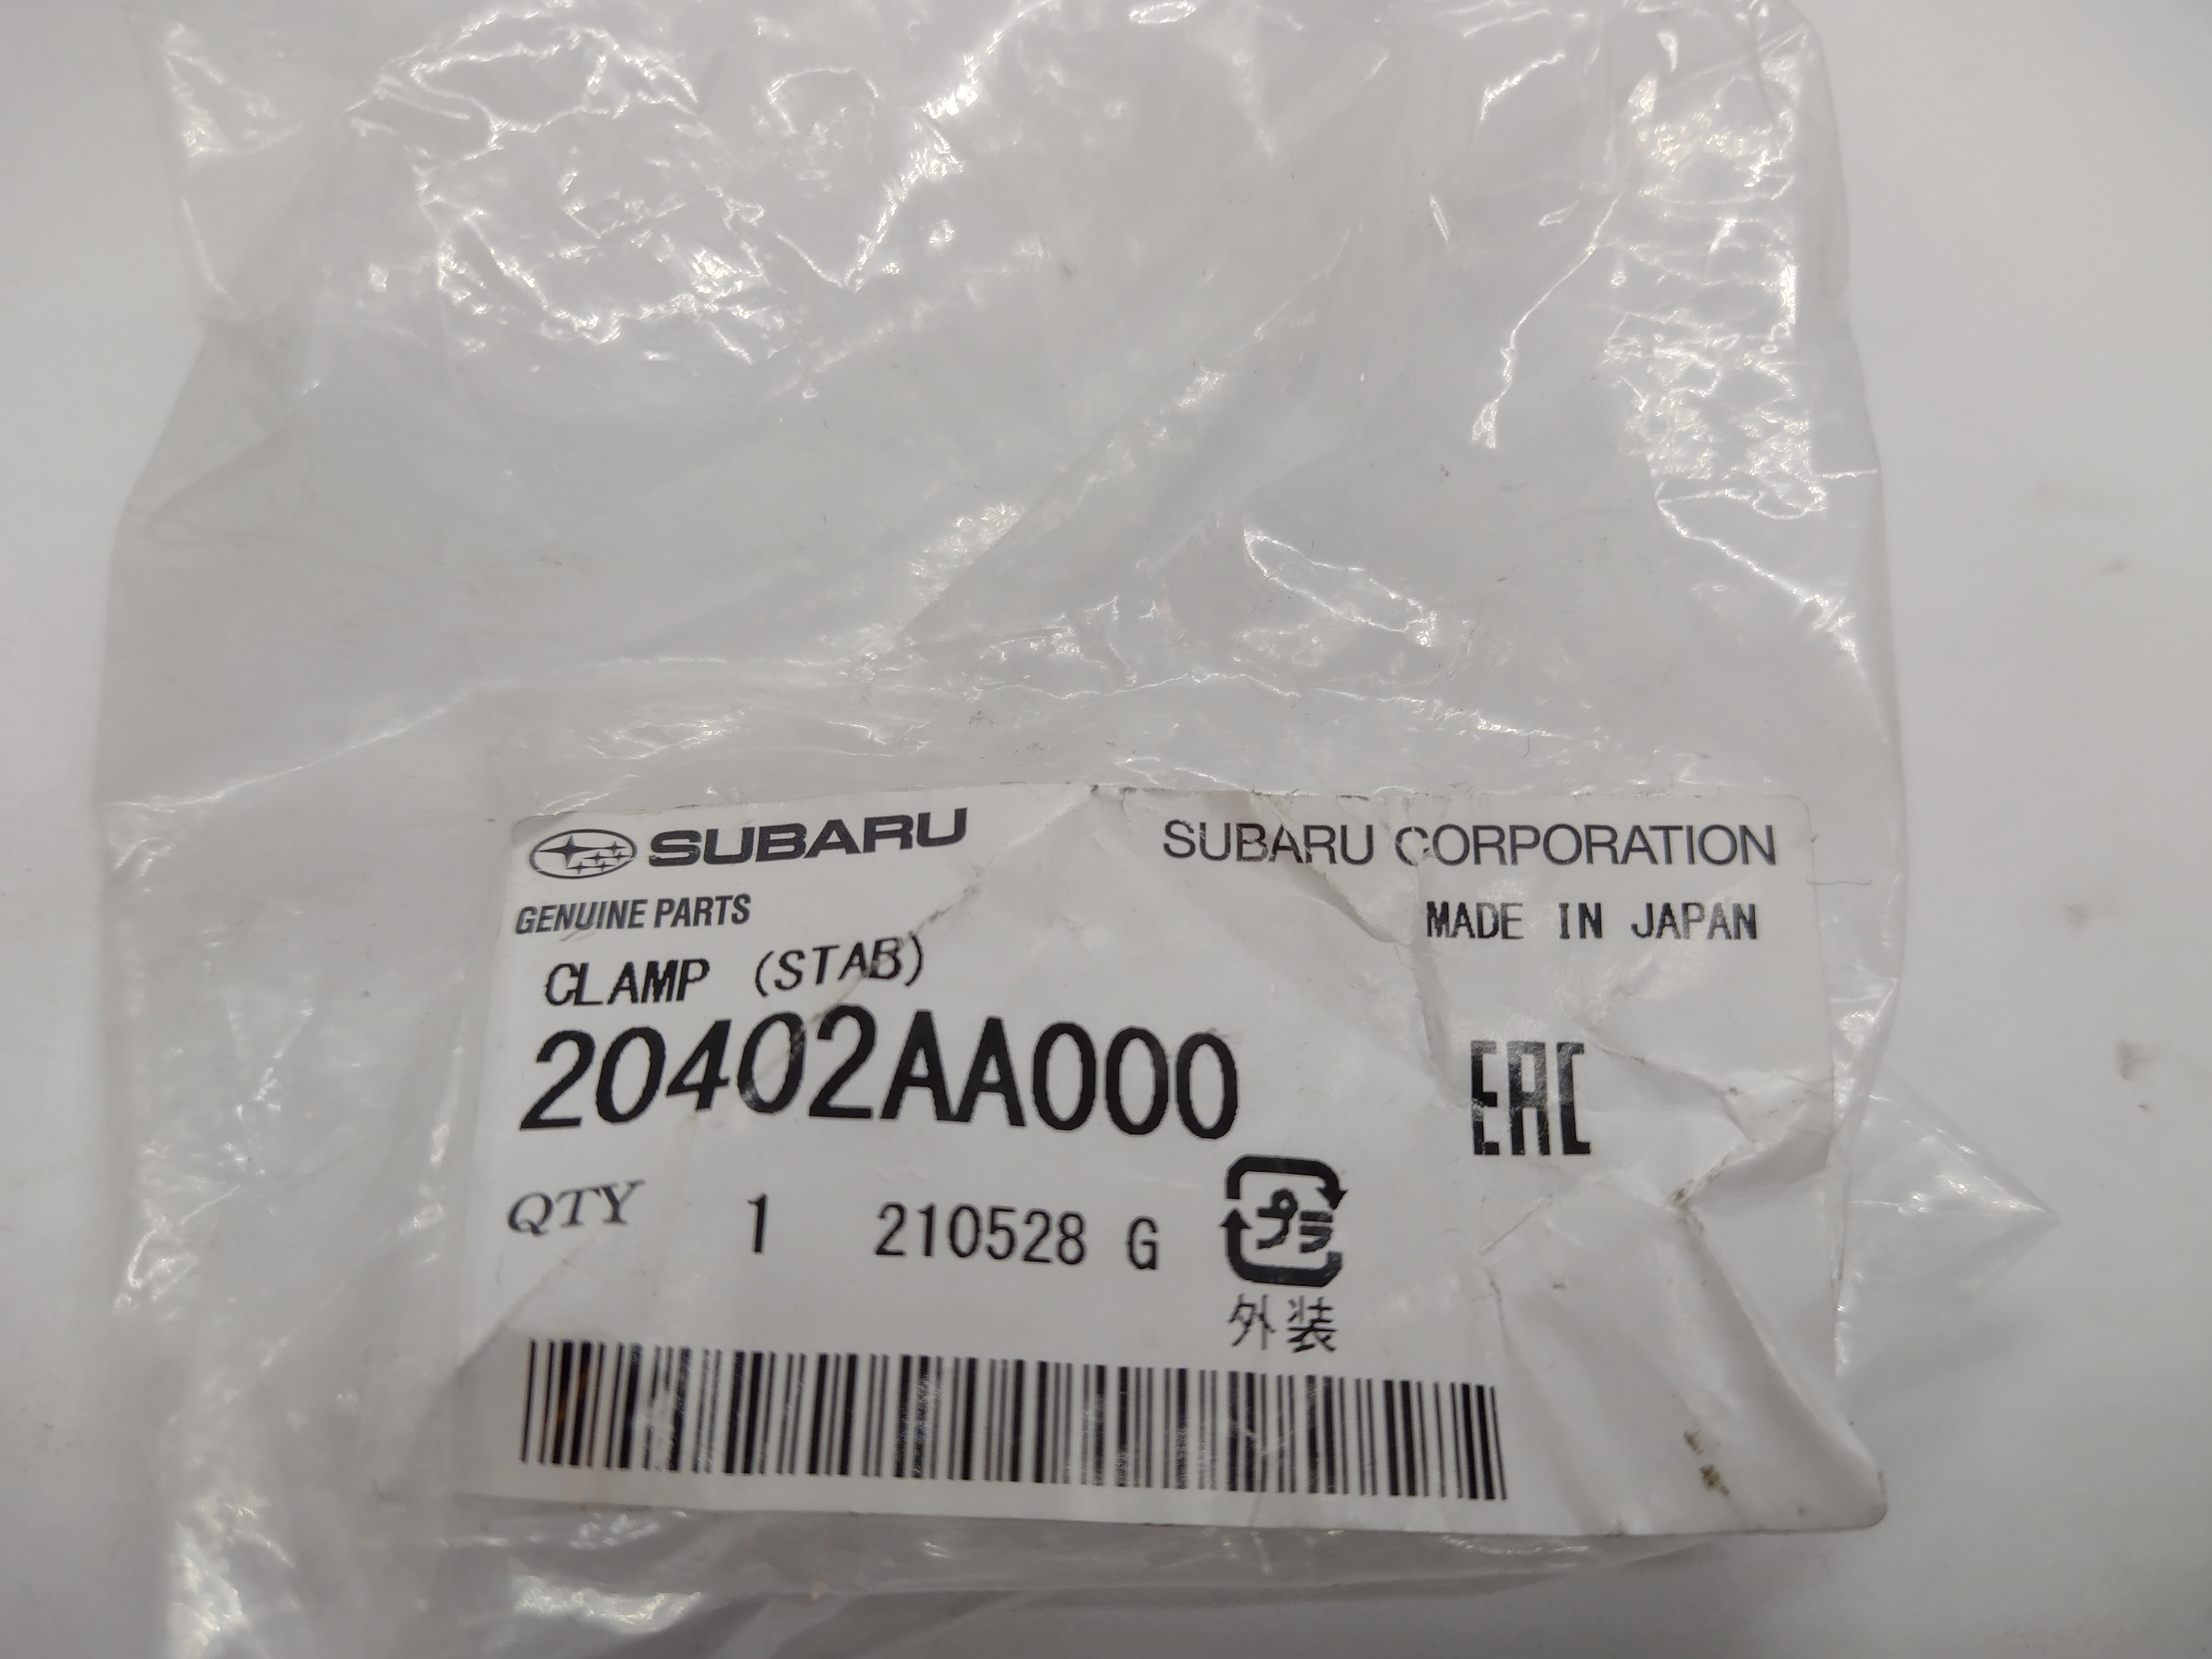 SUBARU SUBARU CORPORATION
GENUINE PARTS MADE IN JAPAN
CLAMP (STAB)
20402AA000
EAC
QTY 1 210528 G プラ
外装